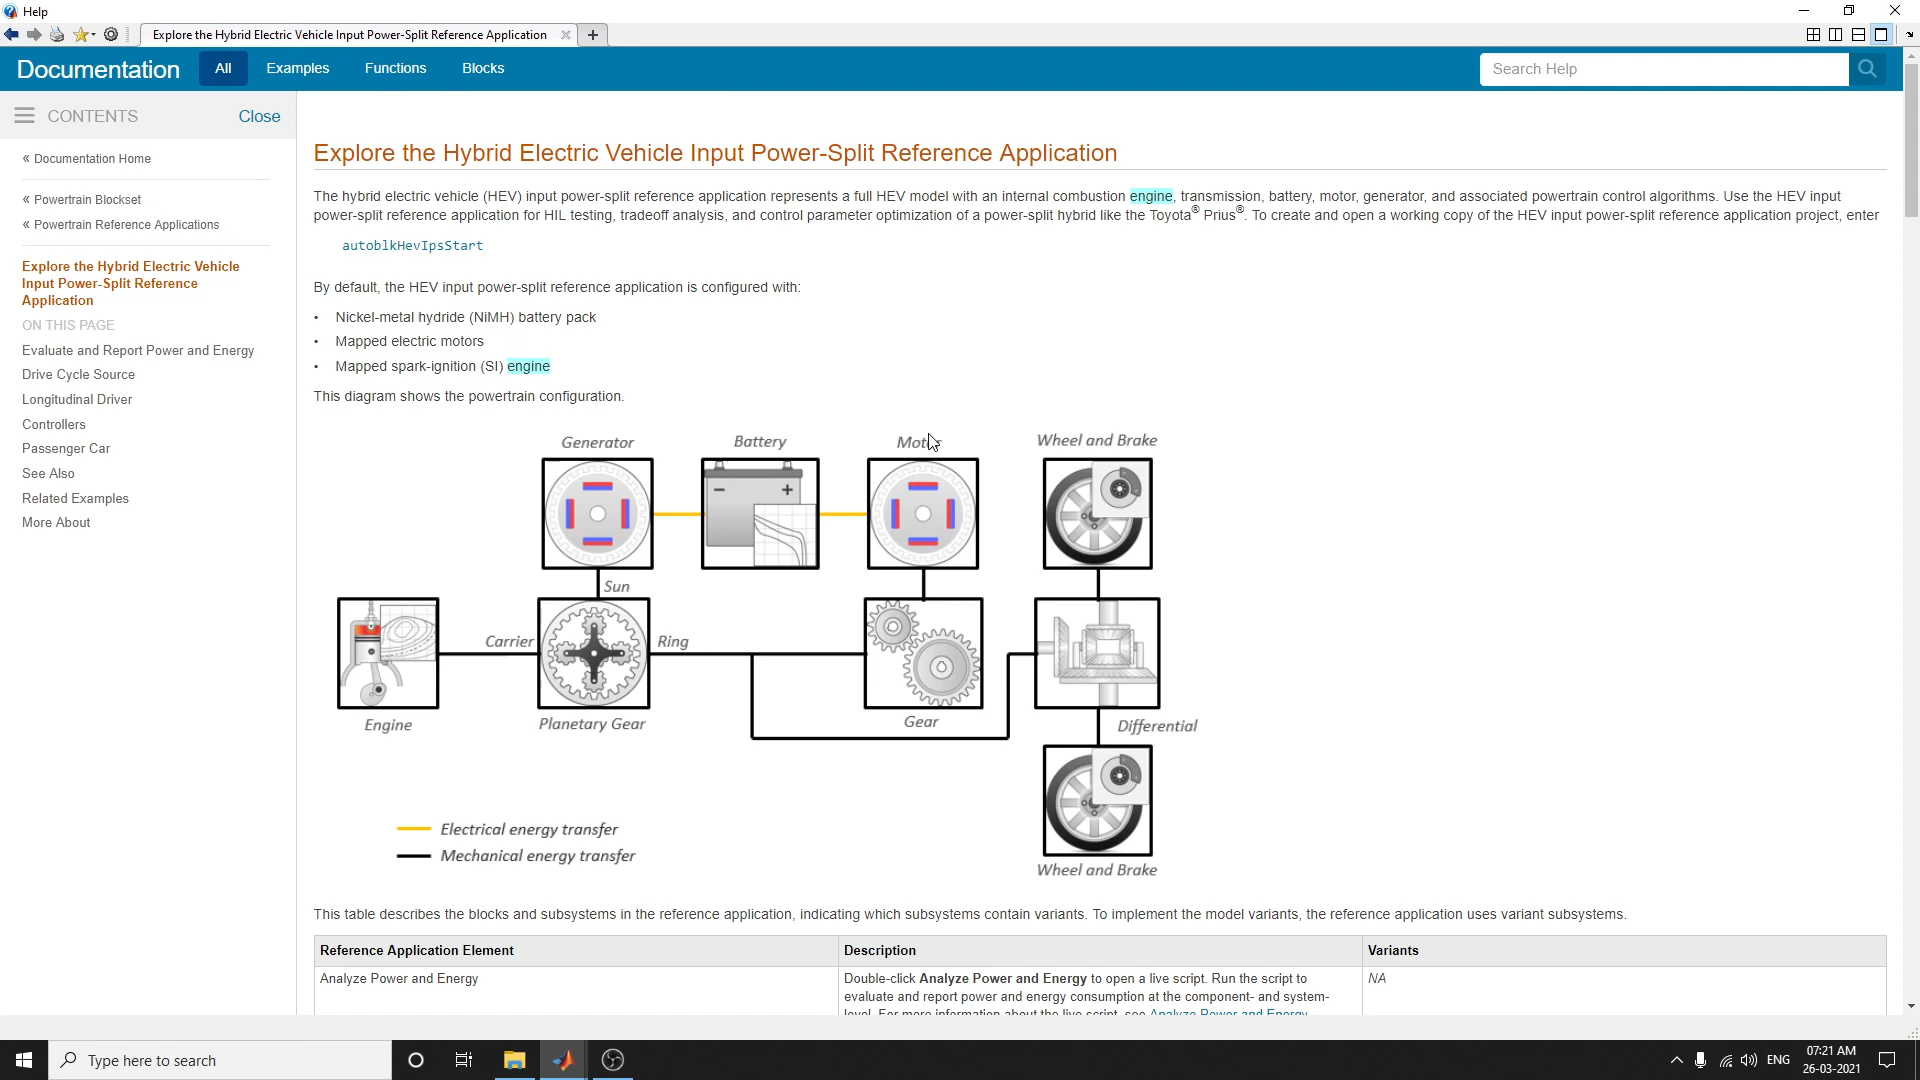 Help
Explore the Hybrid Electric Vehicle Input Power-Split Reference Application
Documentation
All
Examples
Functions
Blocks
Search Help
CONTENTS
Close
« Documentation Home
« Powertrain Blockset
« Powertrain Reference Applications
Explore the Hybrid Electric Vehicle
Input Power-Split Reference
Application
ON THIS PAGE
Evaluate and Report Power and Energy
Drive Cycle Source
Longitudinal Driver
Controllers
Passenger Car
See Also
Related Examples
More About
Explore the Hybrid Electric Vehicle Input Power-Split Reference Application
The hybrid electric vehicle (HEV) input power-split reference application represents a full HEV model with an internal combustion engine, transmission, battery, motor, generator, and associated powertrain control algorithms. Use the HEV input
power-split reference application for HIL testing, tradeoff analysis, and control parameter optimization of a power-split hybrid like the Toyota® Prius®. To create and open a working copy of the HEV input power-split reference application project, enter
autoblkHevIpsStart
By default, the HEV input power-split reference application is configured with:
• Nickel-metal hydride (NiMH) battery pack
• Mapped electric motors
• Mapped spark-ignition (SI) engine
This diagram shows the powertrain configuration.
Generator
Battery
Motor
Wheel and Brake
Sun
Carrier
Ring
Engine
Planetary Gear
Gear
Differential
Electrical energy transfer
Mechanical energy transfer
Wheel and Brake
This table describes the blocks and subsystems in the reference application, indicating which subsystems contain variants. To implement the model variants, the reference application uses variant subsystems.
Reference Application Element
Description
Variants
Analyze Power and Energy
Double-click Analyze Power and Energy to open a live script. Run the script to
evaluate and report power and energy consumption at the component- and system-
level. For more information about the live script, see Analyze Power and Energy
NA
Type here to search
ENG
07:21 AM
26-03-2021